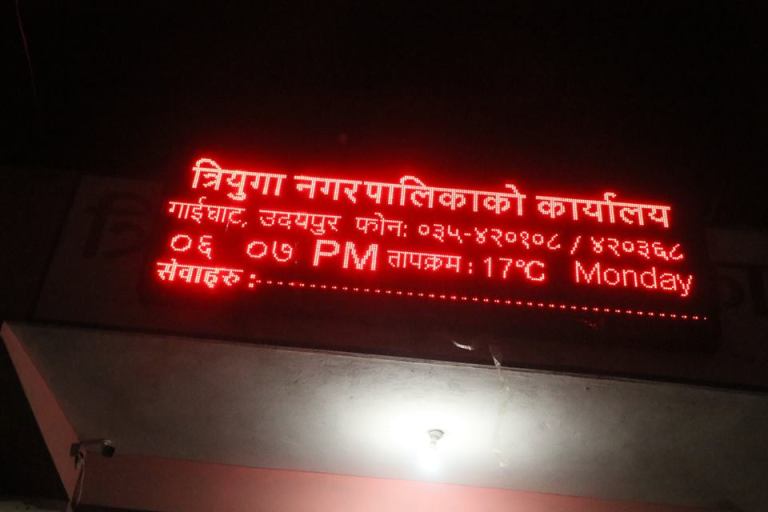 त्रियुगा नगरपालिकाको कार्यालय
गाईघाट, उदयपुर फोन: ०३५-४२०१०८ / ४२०३६८
०६ ०७ PM तापक्रम : 17°C Monday
सेवाहरु :